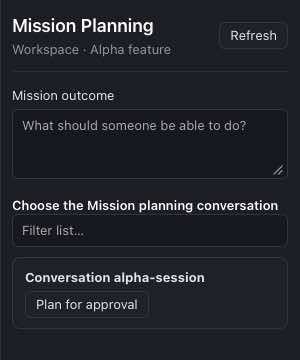 Mission Planning
Refresh
Workspace · Alpha feature
Mission outcome
What should someone be able to do?
Choose the Mission planning conversation
Filter list...
Conversation alpha-session
Plan for approval